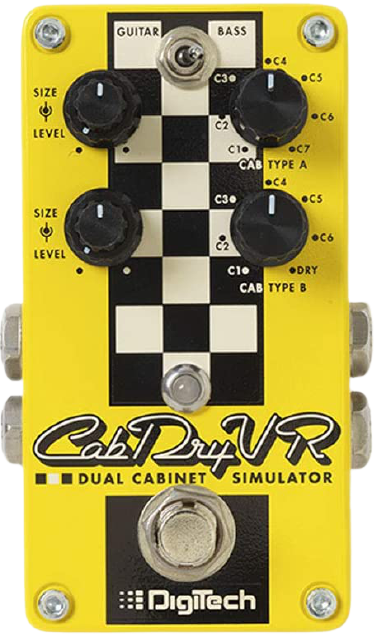 GUITAR BASS
C4
C3 C5
SIZE
C2 C6
LEVEL
C1 C7
CAB TYPE A
C4
C3 C5
SIZE
C2 C6
LEVEL
C1 DRY
CAB TYPE B
CabDryVR
DUAL CABINET SIMULATOR
DigiTech